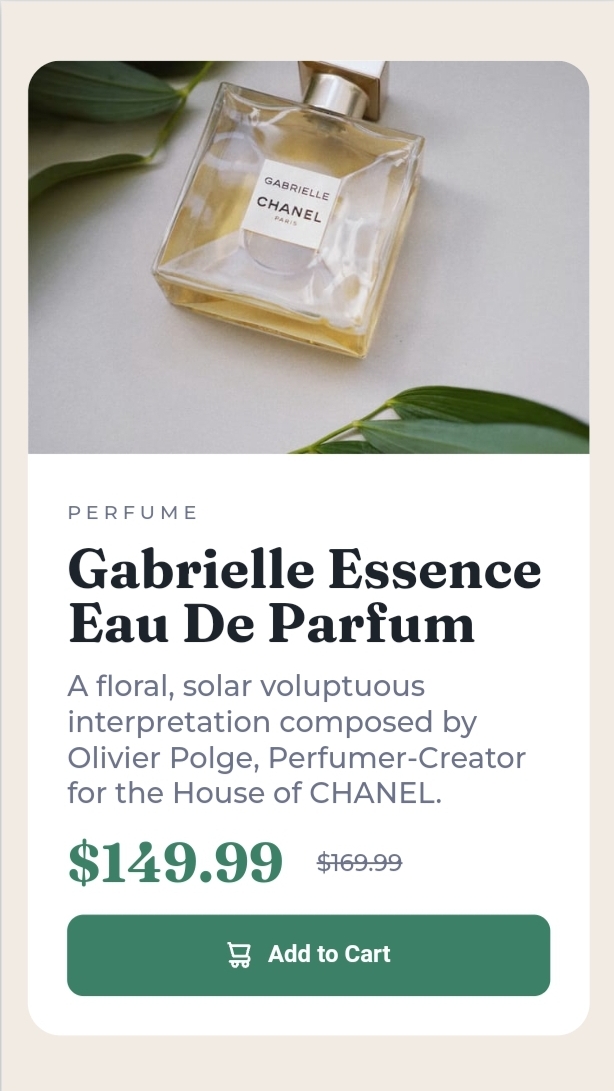 GABRIELLE
CHANEL
PARIS
PERFUME
Gabrielle Essence
Eau De Parfum
A floral, solar voluptuous
interpretation composed by
Olivier Polge, Perfumer-Creator
for the House of CHANEL.
$149.99 $169.99
Add to Cart